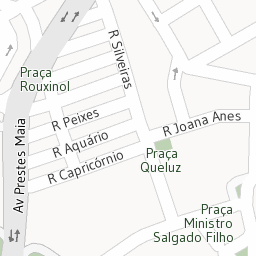 R Silveiras
Praça
Rouxinol
R Peixes
R Joana Anes
R Aquário
Av Prestes Maia
R Capricórnio
Praça
Queluz
Praça
Ministro
Salgado Filho